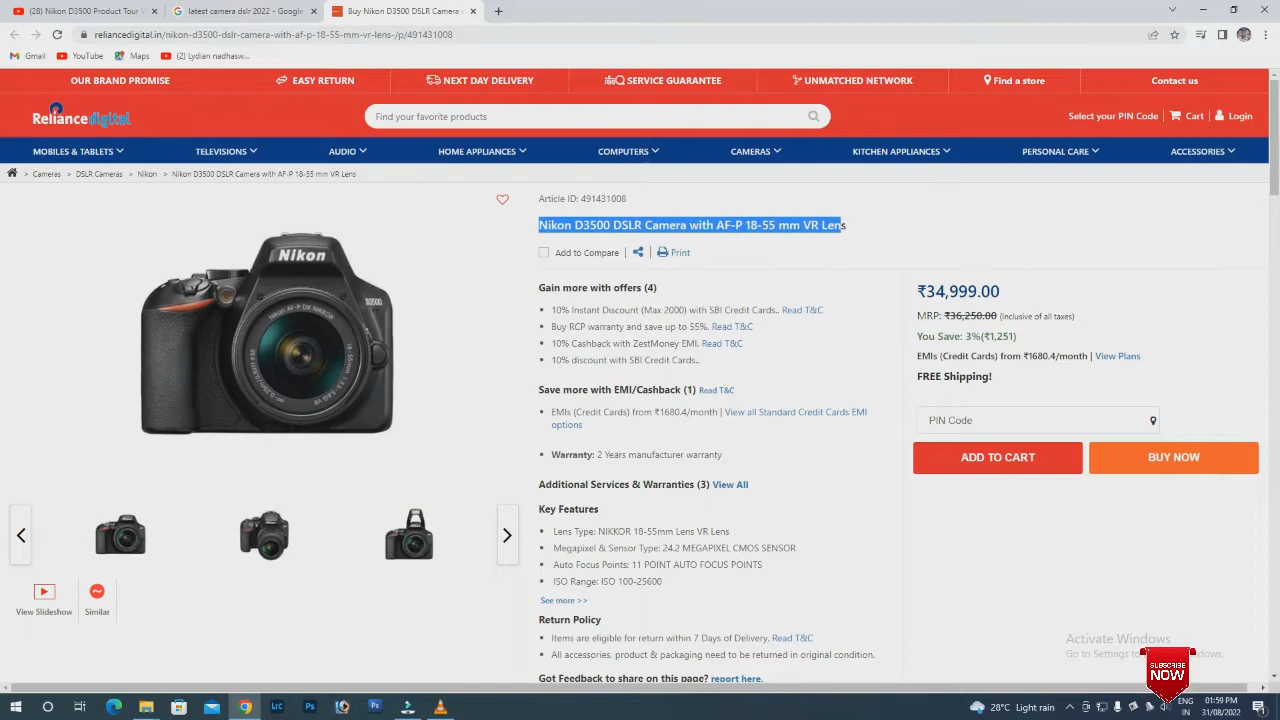 (28) Nikon D3500 Product Tour
latest camera dslr 2022 - Google
Buy Nikon D3500 DSLR Camera
reliancedigital.in/nikon-d3500-dslr-camera-with-af-p-18-55-mm-vr-lens-/p/491431008
Gmail YouTube Maps (2) Lydian nadhasw...
OUR BRAND PROMISE EASY RETURN NEXT DAY DELIVERY SERVICE GUARANTEE UNMATCHED NETWORK Find a store Contact us
Reliance digital
Find your favorite products
Select your PIN Code Cart Login
MOBILES & TABLETS TELEVISIONS AUDIO HOME APPLIANCES COMPUTERS CAMERAS KITCHEN APPLIANCES PERSONAL CARE ACCESSORIES
Cameras > DSLR Cameras > Nikon > Nikon D3500 DSLR Camera with AF-P 18-55 mm VR Lens
Article ID: 491431008
Nikon D3500 DSLR Camera with AF-P 18-55 mm VR Lens
Add to Compare Print
Nikon
D3500
Gain more with offers (4)
10% Instant Discount (Max 2000) with SBI Credit Cards.. Read T&C
Buy RCP warranty and save up to 55%. Read T&C
10% Cashback with ZestMoney EMI. Read T&C
10% discount with SBI Credit Cards..
Save more with EMI/Cashback (1) Read T&C
EMIs (Credit Cards) from ₹1680.4/month | View all Standard Credit Cards EMI
options
Warranty: 2 Years manufacturer warranty
Additional Services & Warranties (3) View All
Key Features
Lens Type: NIKKOR 18-55mm Lens VR Lens
Megapixel & Sensor Type: 24.2 MEGAPIXEL CMOS SENSOR
Auto Focus Points: 11 POINT AUTO FOCUS POINTS
ISO Range: ISO 100-25600
See more >>
Return Policy
Items are eligible for return within 7 Days of Delivery. Read T&C
All accessories, product & packaging need to be returned in original condition.
Got Feedback to share on this page? report here.
₹34,999.00
MRP: ₹36,250.00 (Inclusive of all taxes)
You Save: 3%(₹1,251)
EMIs (Credit Cards) from ₹1680.4/month | View Plans
FREE Shipping!
PIN Code
ADD TO CART BUY NOW
View Slideshow Similar
Activate Windows
Go to Settings to
SUBSCRIBE
NOW
28°C Light rain
ENG
IN
01:59 PM
31/08/2022